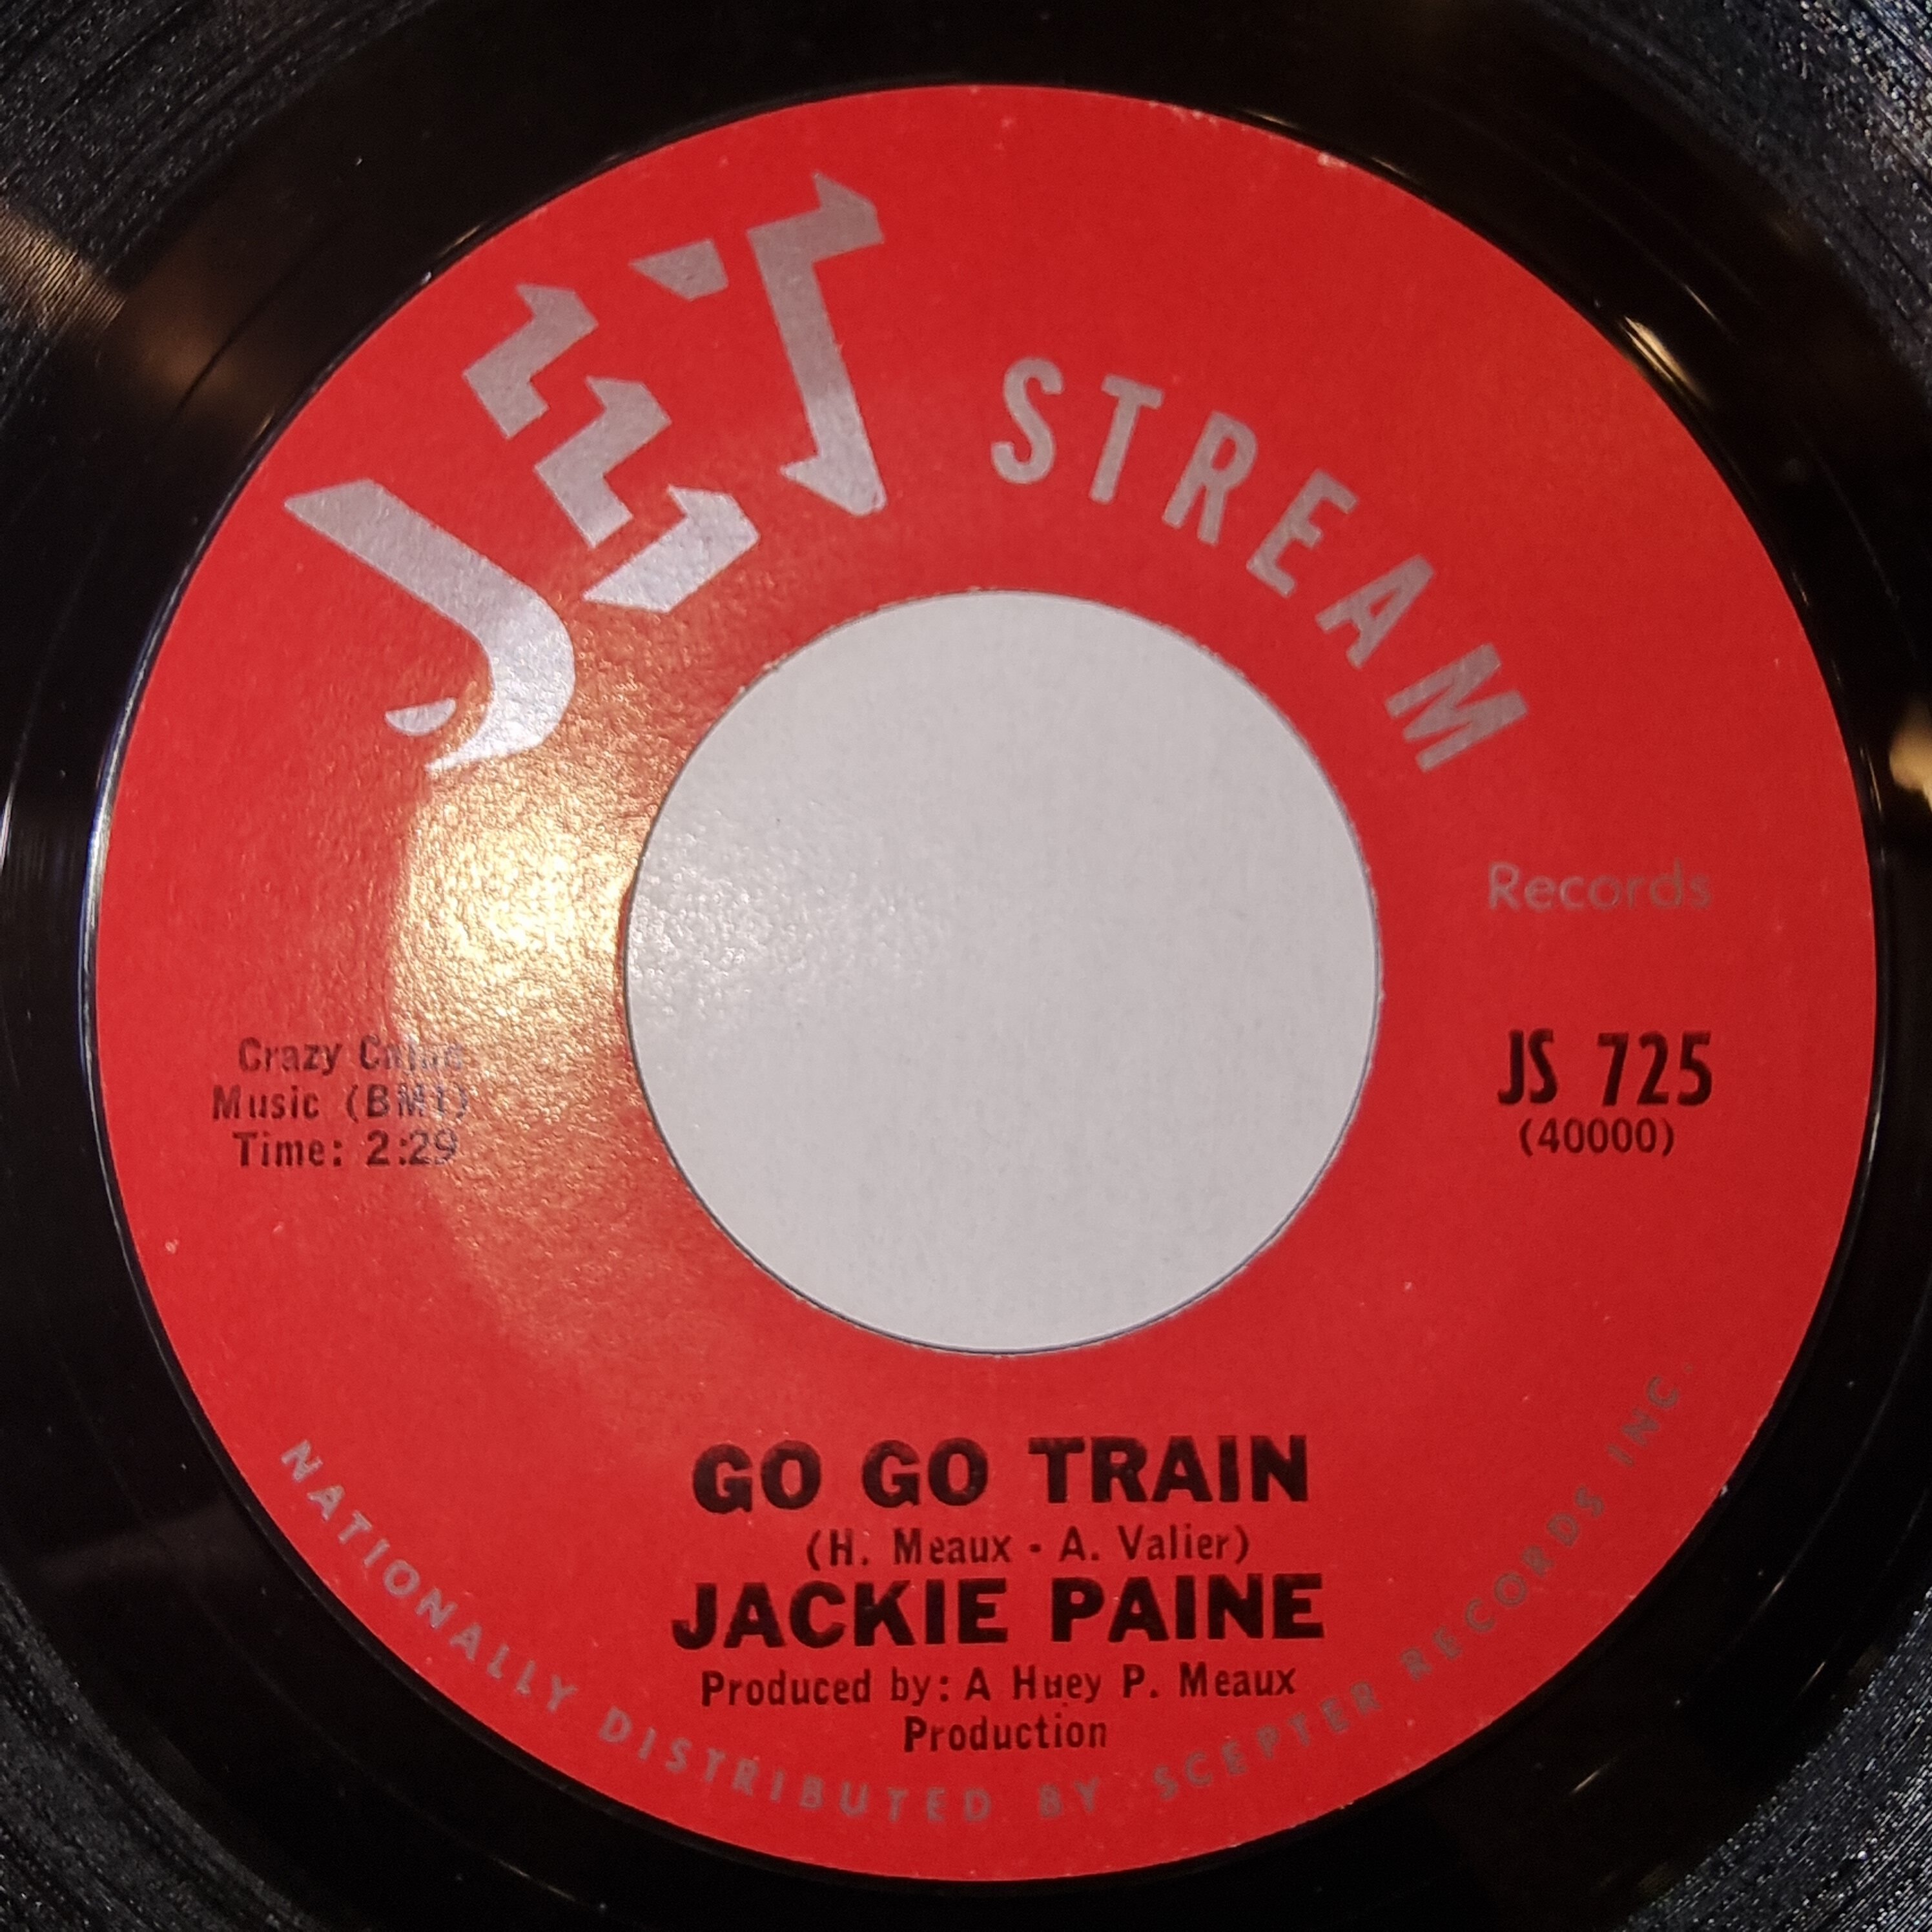 JET STREAM
Records
Crazy Cajun
Music (BMI)
Time: 2:29
JS 725
(40000)
GO GO TRAIN
(H. Meaux - A. Valier)
JACKIE PAINE
Produced by: A Huey P. Meaux
Production
NATIONALLY DISTRIBUTED BY SCEPTER RECORDS INC.